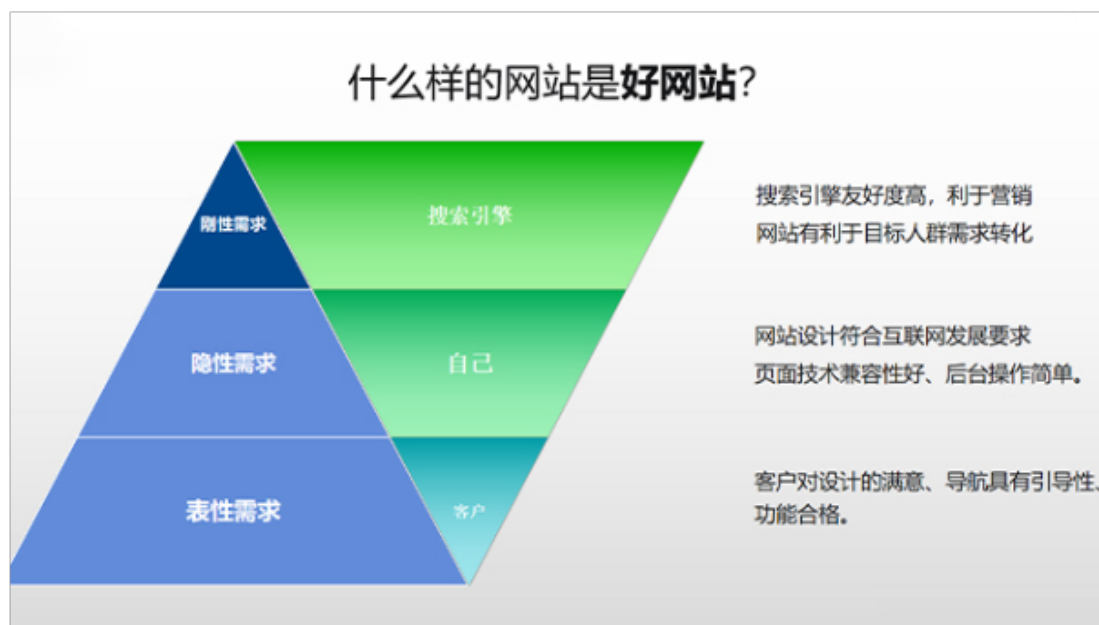 什么样的网站是好网站?
刚性需求
搜索引擎
搜索引擎友好度高，利于营销
网站有利于目标人群需求转化
隐性需求
自己
网站设计符合互联网发展要求
页面技术兼容性好、后台操作简单。
表性需求
客户
客户对设计的满意、导航具有引导性、
功能合格。